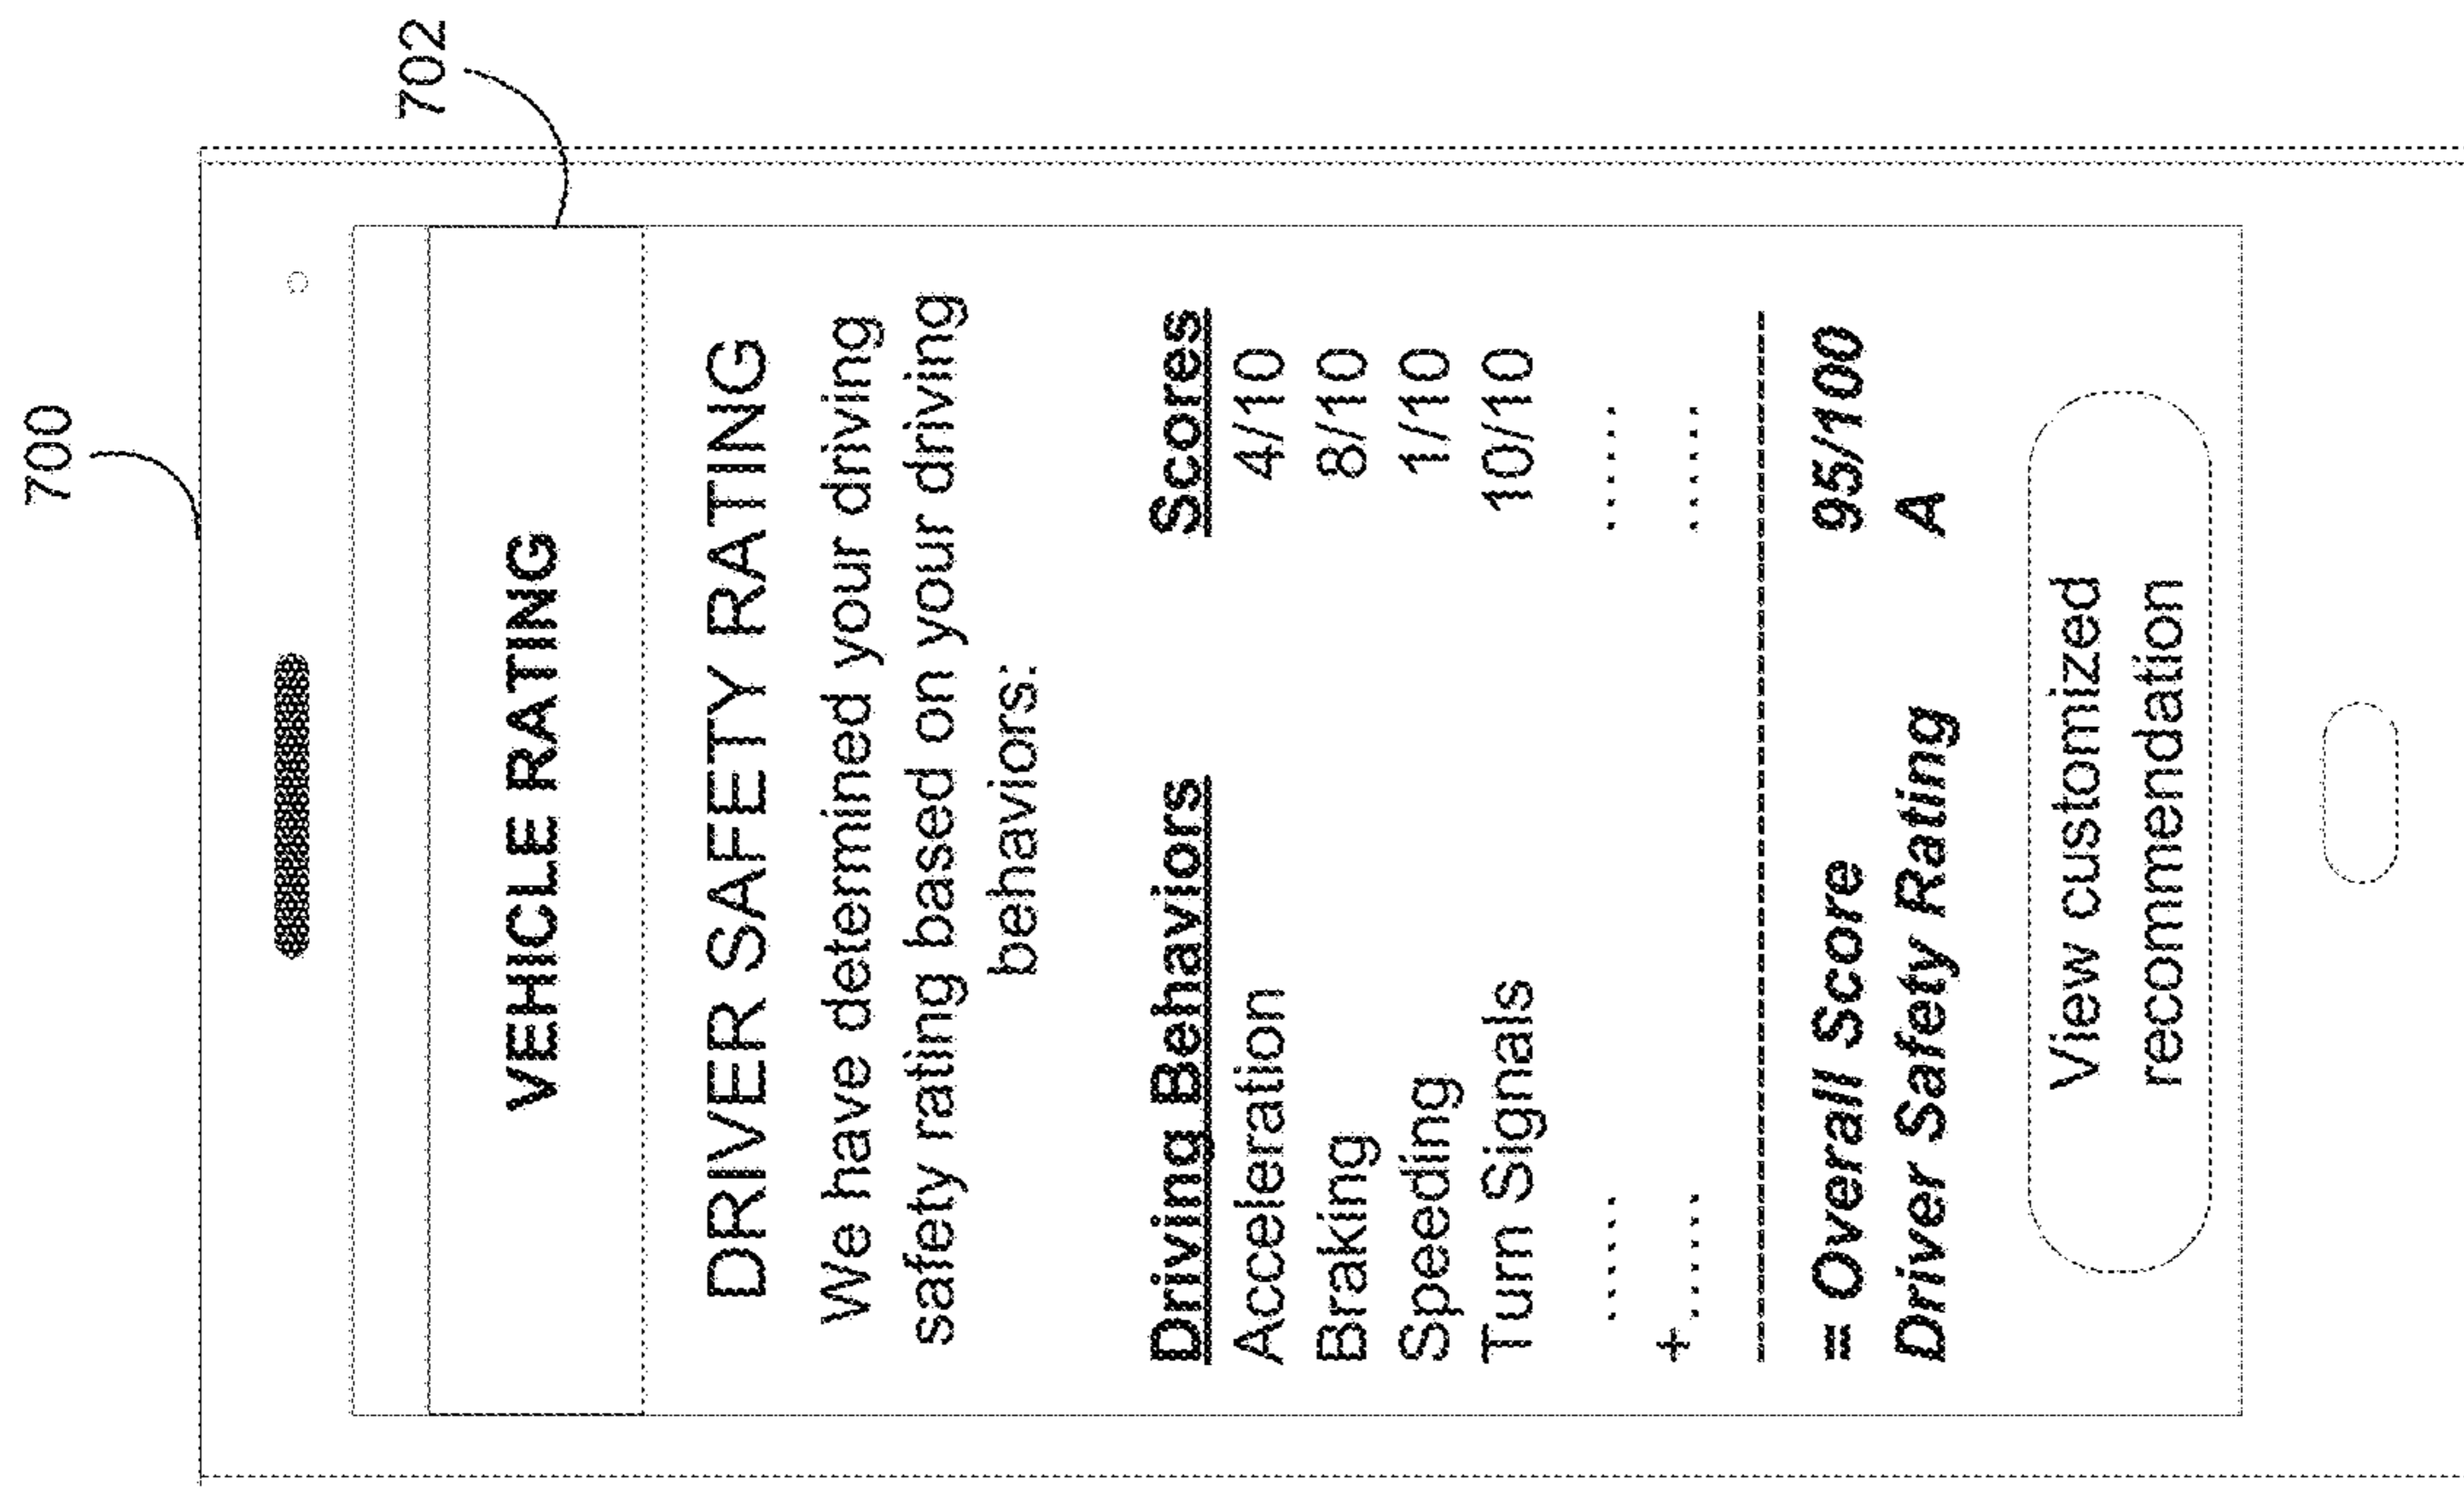 700
702
VEHICLE RATING
DRIVER SAFETY RATING
We have determined your driving
safety rating based on your driving
behaviors:
Driving Behaviors Scores
Acceleration 4/10
Braking 8/10
Speeding 1/10
Turn Signals 10/10
..... .....
+...... ......
= Overall Score 95/100
Driver Safety Rating A
View customized
recommendation